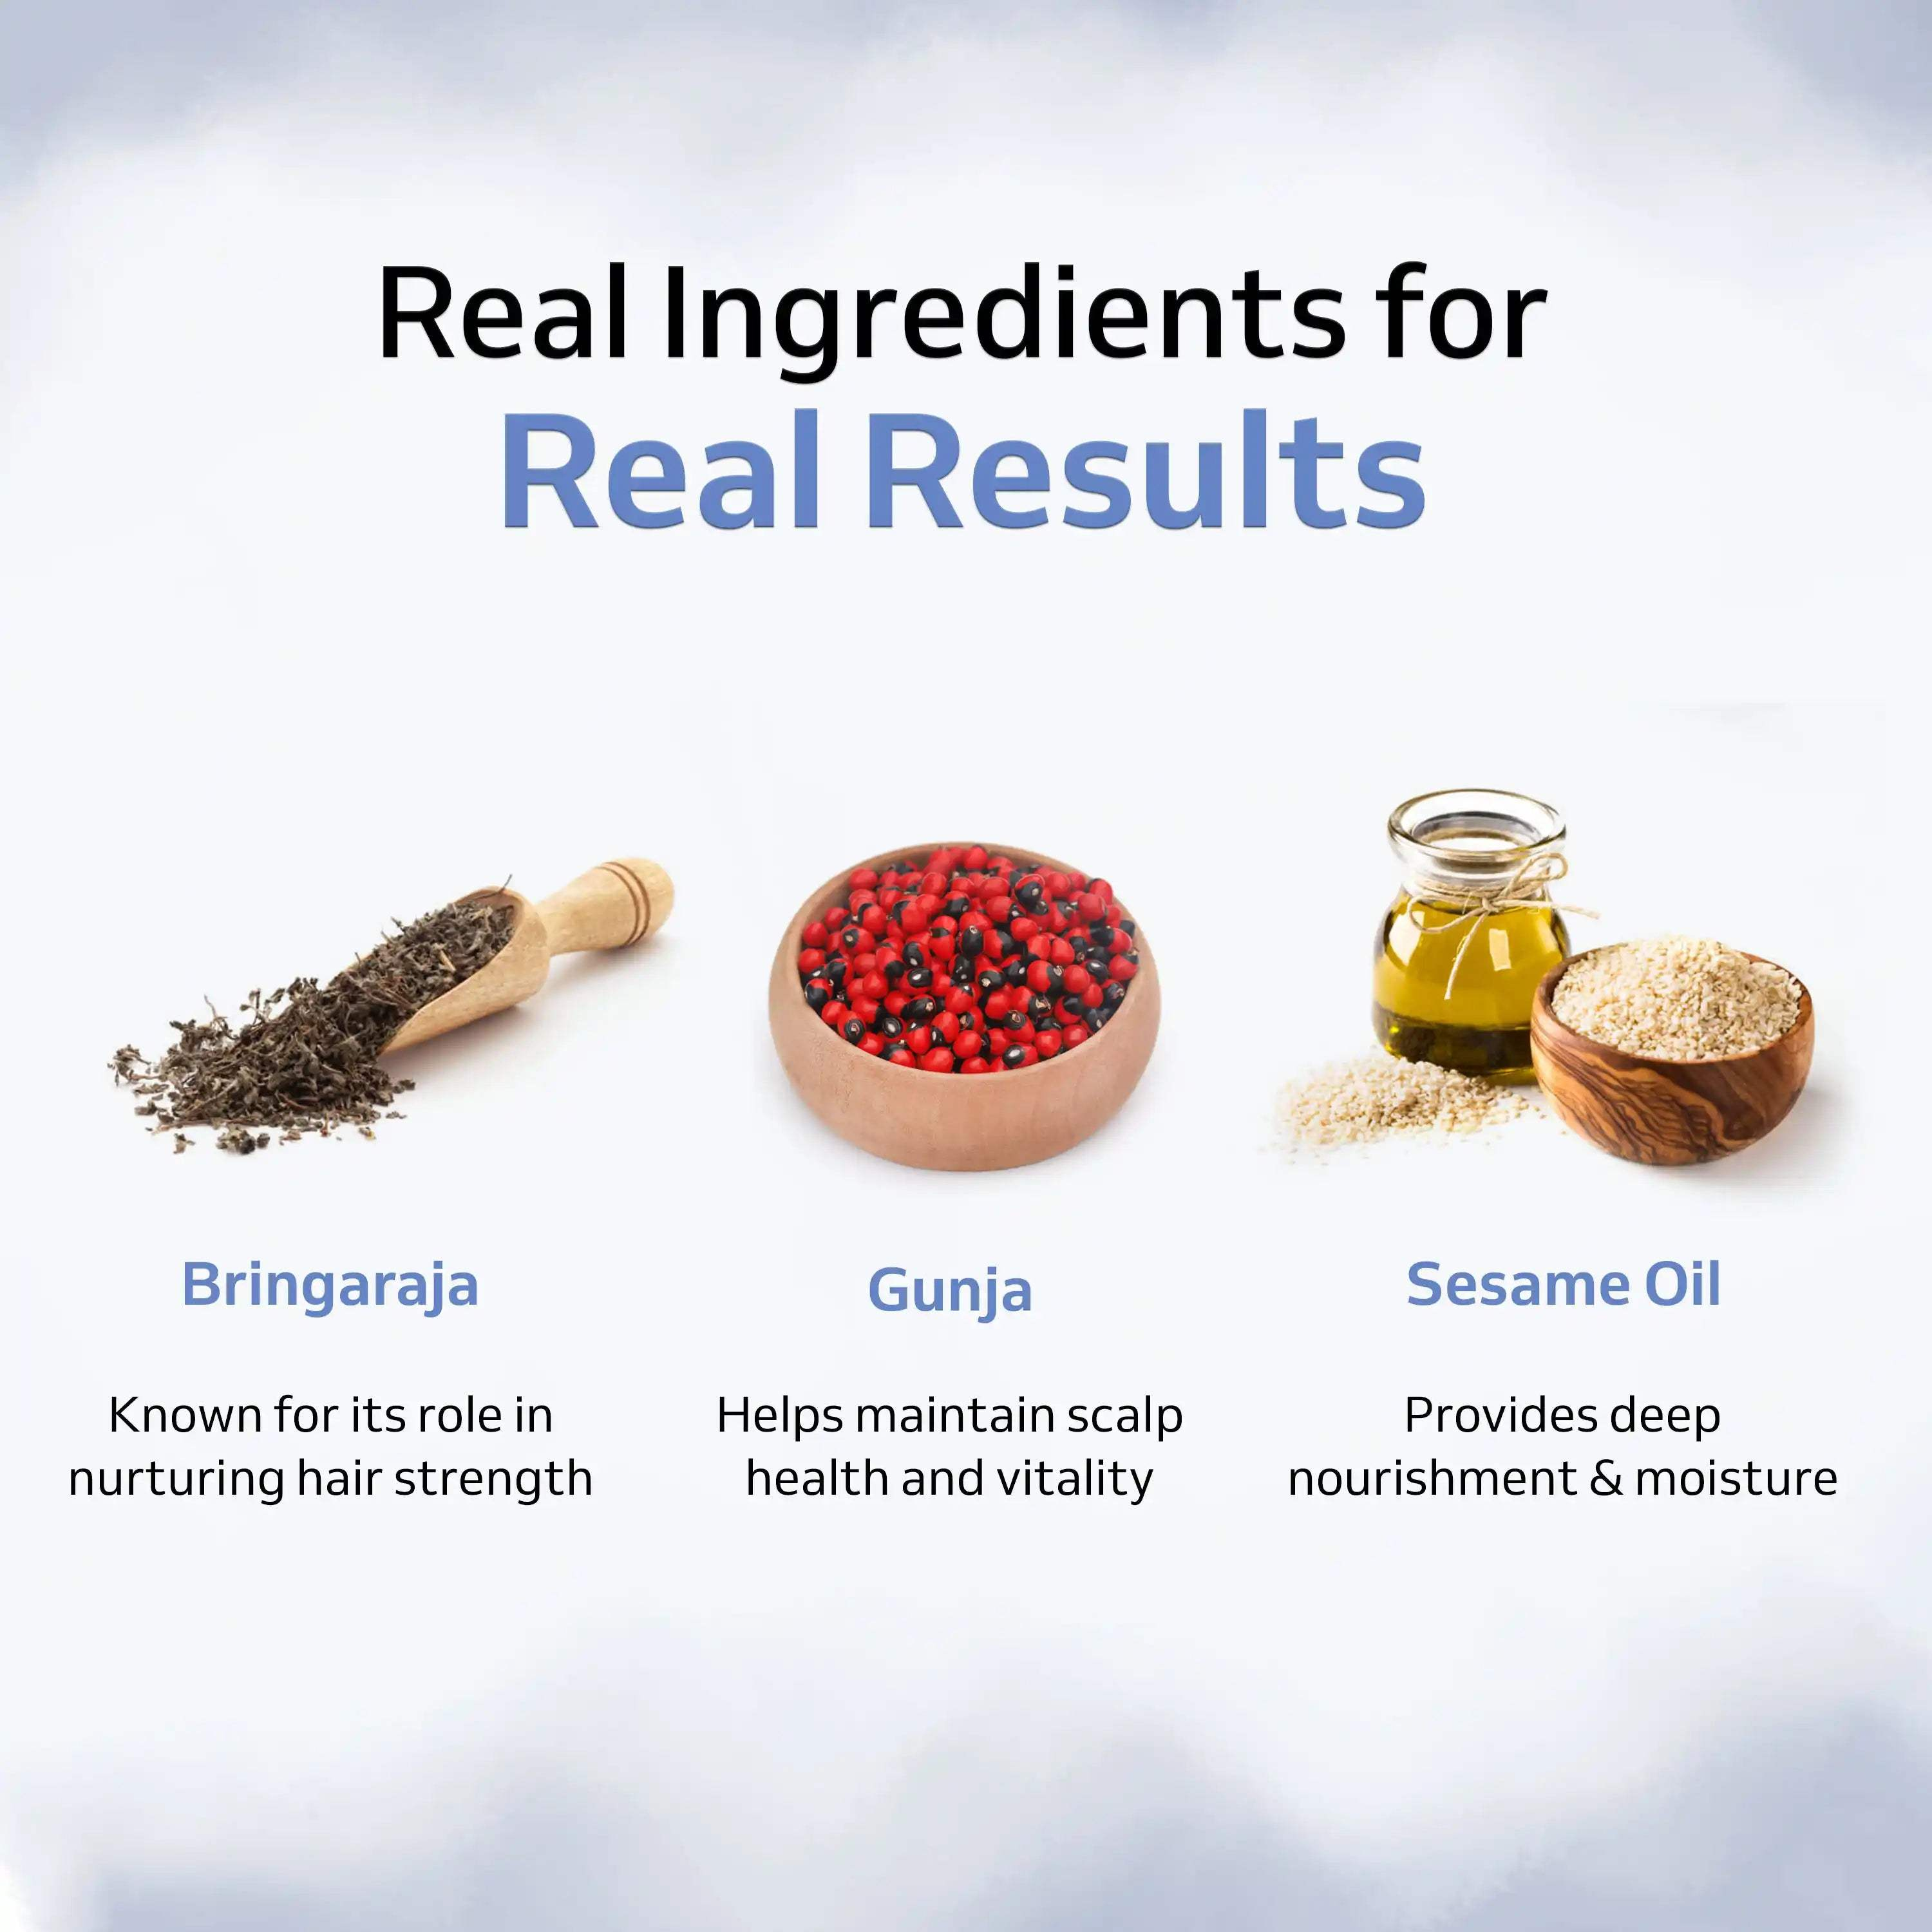 Real Ingredients for
Real Results
Bringaraja
Known for its role in
nurturing hair strength
Gunja
Helps maintain scalp
health and vitality
Sesame Oil
Provides deep
nourishment & moisture